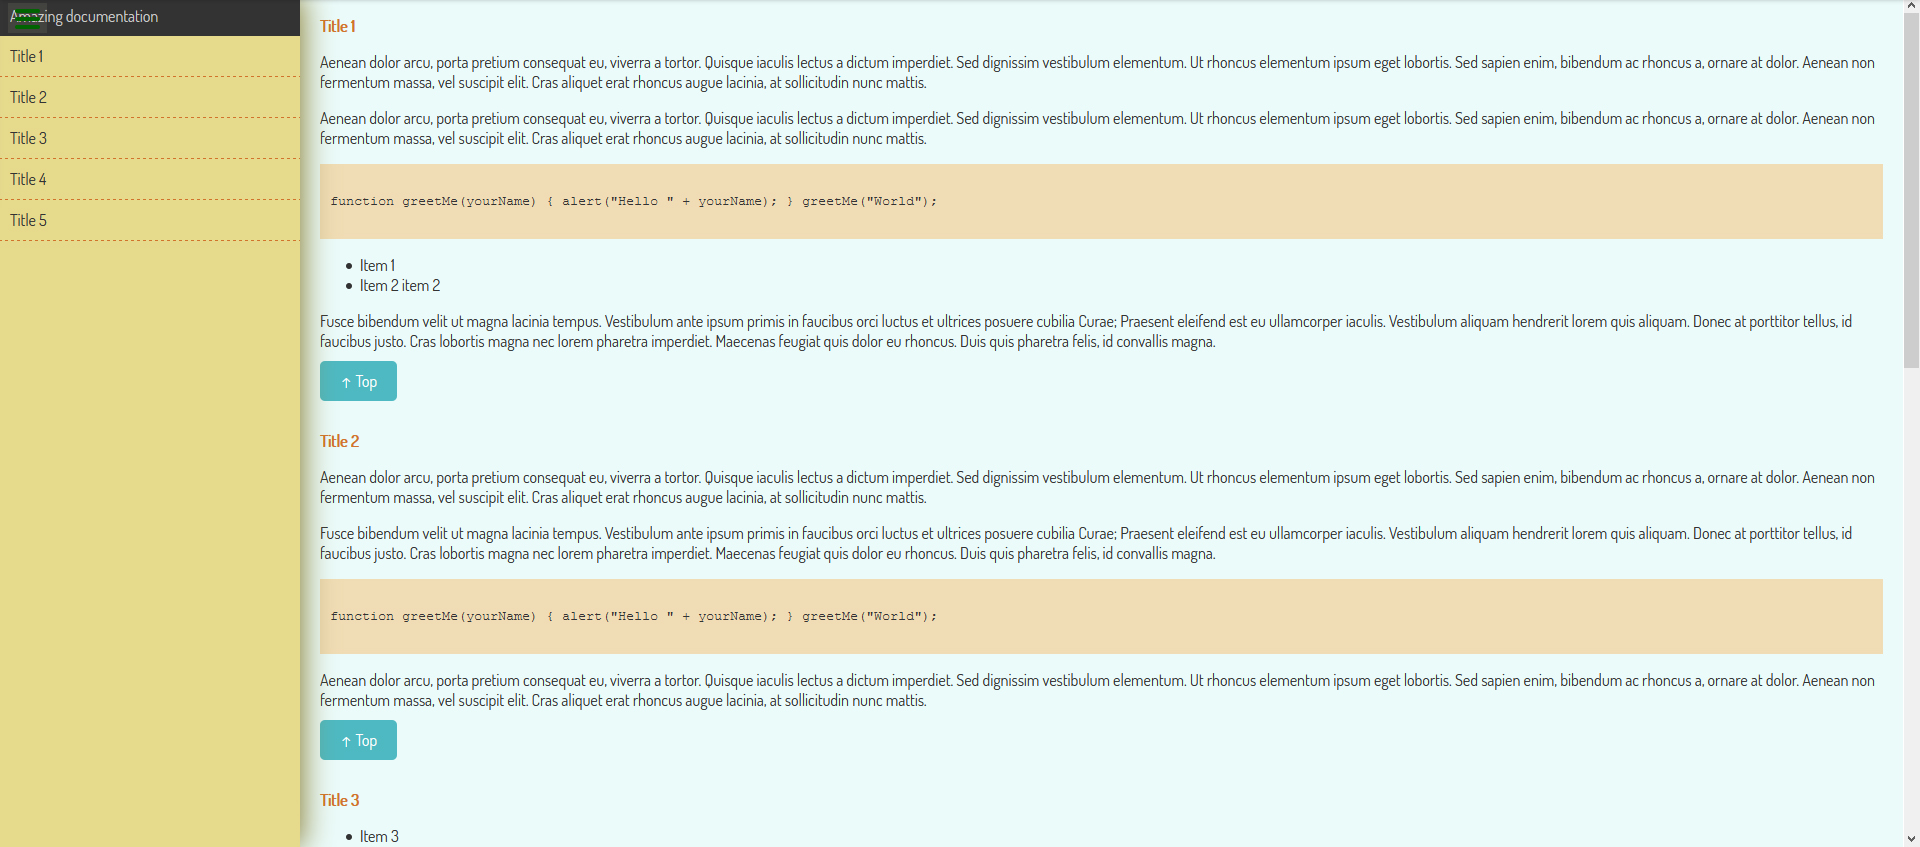 Amazing documentation
Title 1
Title 2
Title 3
Title 4
Title 5
Title 1
Aenean dolor arcu, porta pretium consequat eu, viverra a tortor. Quisque iaculis lectus a dictum imperdiet. Sed dignissim vestibulum elementum. Ut rhoncus elementum ipsum eget lobortis. Sed sapien enim, bibendum ac rhoncus a, ornare at dolor. Aenean non
fermentum massa, vel suscipit elit. Cras aliquet erat rhoncus augue lacinia, at sollicitudin nunc mattis.
Aenean dolor arcu, porta pretium consequat eu, viverra a tortor. Quisque iaculis lectus a dictum imperdiet. Sed dignissim vestibulum elementum. Ut rhoncus elementum ipsum eget lobortis. Sed sapien enim, bibendum ac rhoncus a, ornare at dolor. Aenean non
fermentum massa, vel suscipit elit. Cras aliquet erat rhoncus augue lacinia, at sollicitudin nunc mattis.
function greetMe(yourName) { alert("Hello " + yourName); } greetMe("World");
• Item 1
• Item 2 item 2
Fusce bibendum velit ut magna lacinia tempus. Vestibulum ante ipsum primis in faucibus orci luctus et ultrices posuere cubilia Curae; Praesent eleifend est eu ullamcorper iaculis. Vestibulum aliquam hendrerit lorem quis aliquam. Donec at porttitor tellus, id
faucibus justo. Cras lobortis magna nec lorem pharetra imperdiet. Maecenas feugiat quis dolor eu rhoncus. Duis quis pharetra felis, id convallis magna.
↑ Top
Title 2
Aenean dolor arcu, porta pretium consequat eu, viverra a tortor. Quisque iaculis lectus a dictum imperdiet. Sed dignissim vestibulum elementum. Ut rhoncus elementum ipsum eget lobortis. Sed sapien enim, bibendum ac rhoncus a, ornare at dolor. Aenean non
fermentum massa, vel suscipit elit. Cras aliquet erat rhoncus augue lacinia, at sollicitudin nunc mattis.
Fusce bibendum velit ut magna lacinia tempus. Vestibulum ante ipsum primis in faucibus orci luctus et ultrices posuere cubilia Curae; Praesent eleifend est eu ullamcorper iaculis. Vestibulum aliquam hendrerit lorem quis aliquam. Donec at porttitor tellus, id
faucibus justo. Cras lobortis magna nec lorem pharetra imperdiet. Maecenas feugiat quis dolor eu rhoncus. Duis quis pharetra felis, id convallis magna.
function greetMe(yourName) { alert("Hello " + yourName); } greetMe("World");
Aenean dolor arcu, porta pretium consequat eu, viverra a tortor. Quisque iaculis lectus a dictum imperdiet. Sed dignissim vestibulum elementum. Ut rhoncus elementum ipsum eget lobortis. Sed sapien enim, bibendum ac rhoncus a, ornare at dolor. Aenean non
fermentum massa, vel suscipit elit. Cras aliquet erat rhoncus augue lacinia, at sollicitudin nunc mattis.
↑ Top
Title 3
• Item 3